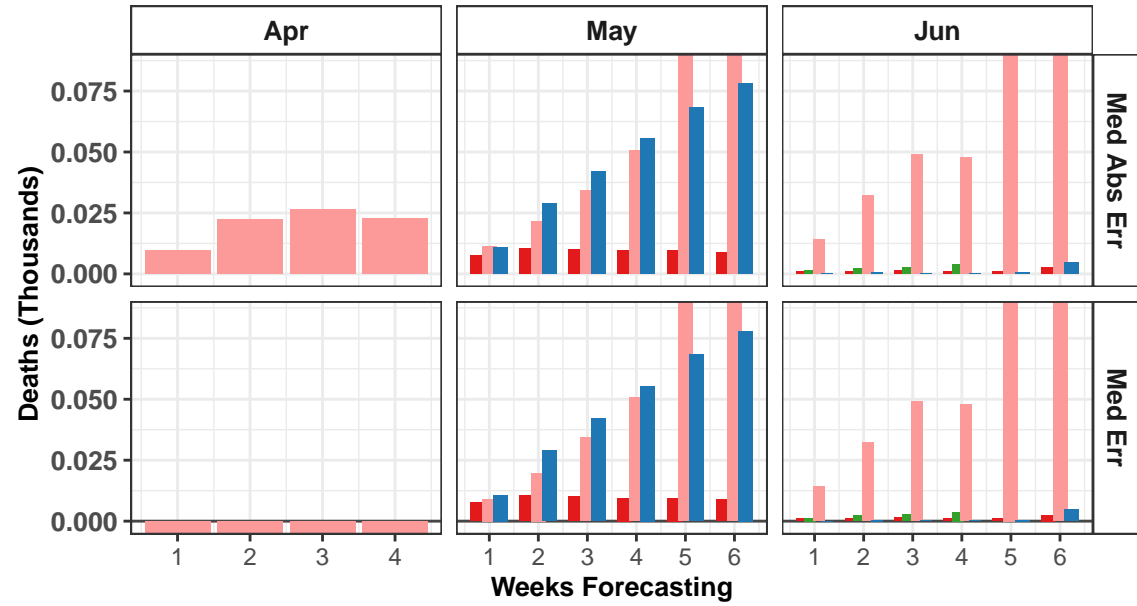 Apr May Jun
Deaths (Thousands)
0.075
0.050
0.025
0.000
Med Abs Err
0.075
0.050
0.025
0.000
Med Err
1 2 3 4 1 2 3 4 5 6 1 2 3 4 5 6
Weeks Forecasting